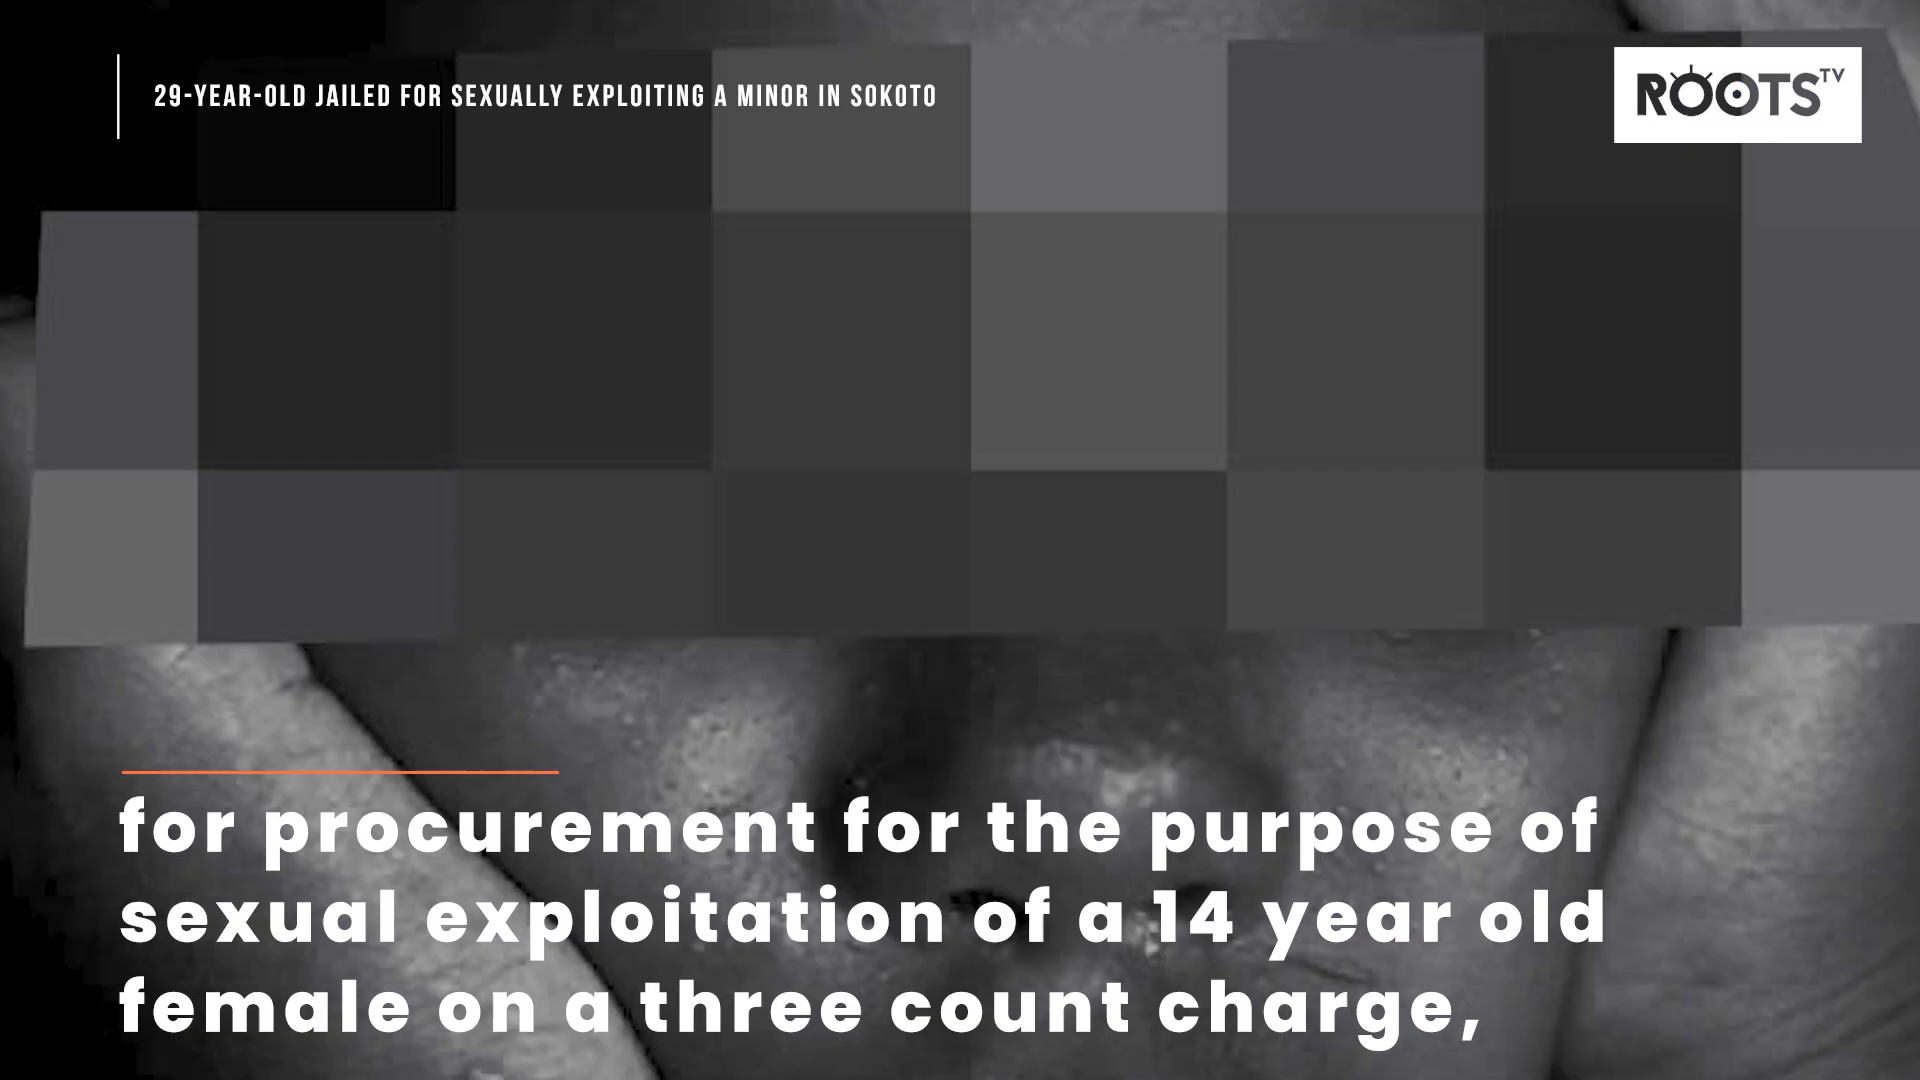 29-YEAR-OLD JAILED FOR SEXUALLY EXPLOITING A MINOR IN SOKOTO
ROOTS TV
for procurement for the purpose of
sexual exploitation of a 14 year old
female on a three count charge,